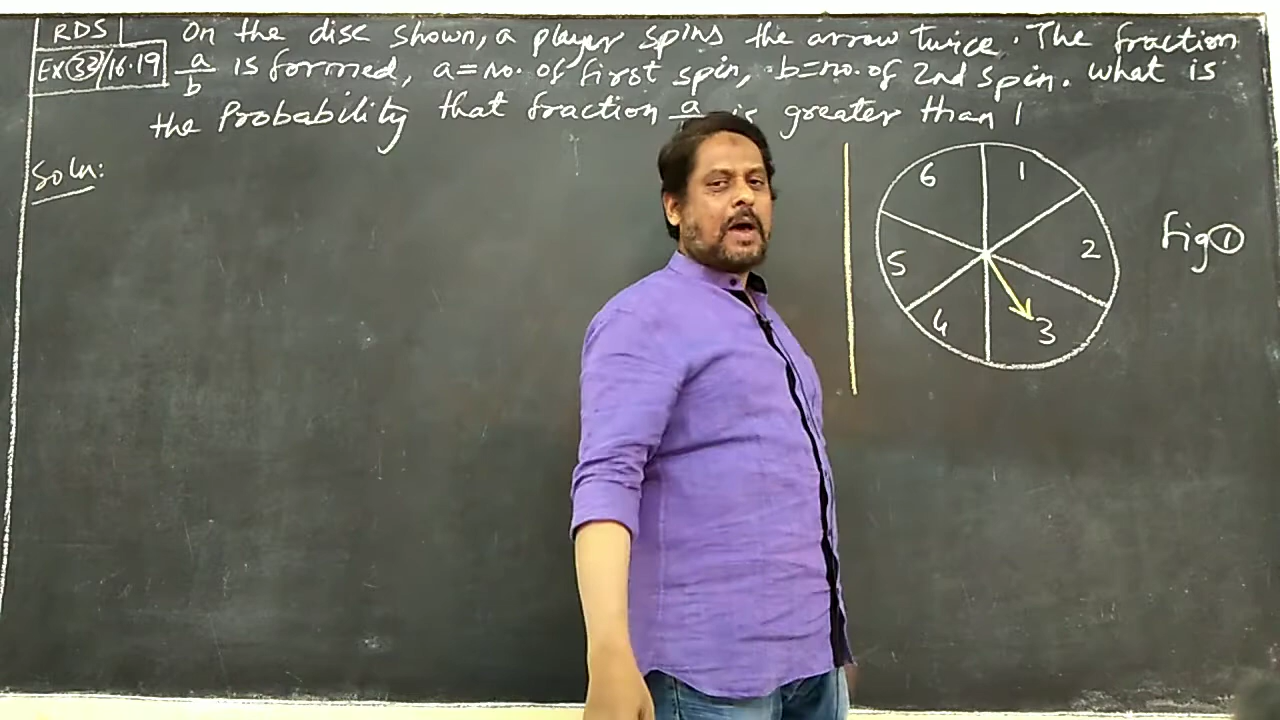 RDS
On the disc shown, a player spins the arrow twice. The fraction
Ex(33)/16.19
a/b is formed, a=no. of first spin, b=no. of 2nd spin. What is
the Probability that fraction a is greater than 1
Soln:
6 1
5 2
4 3
fig ①